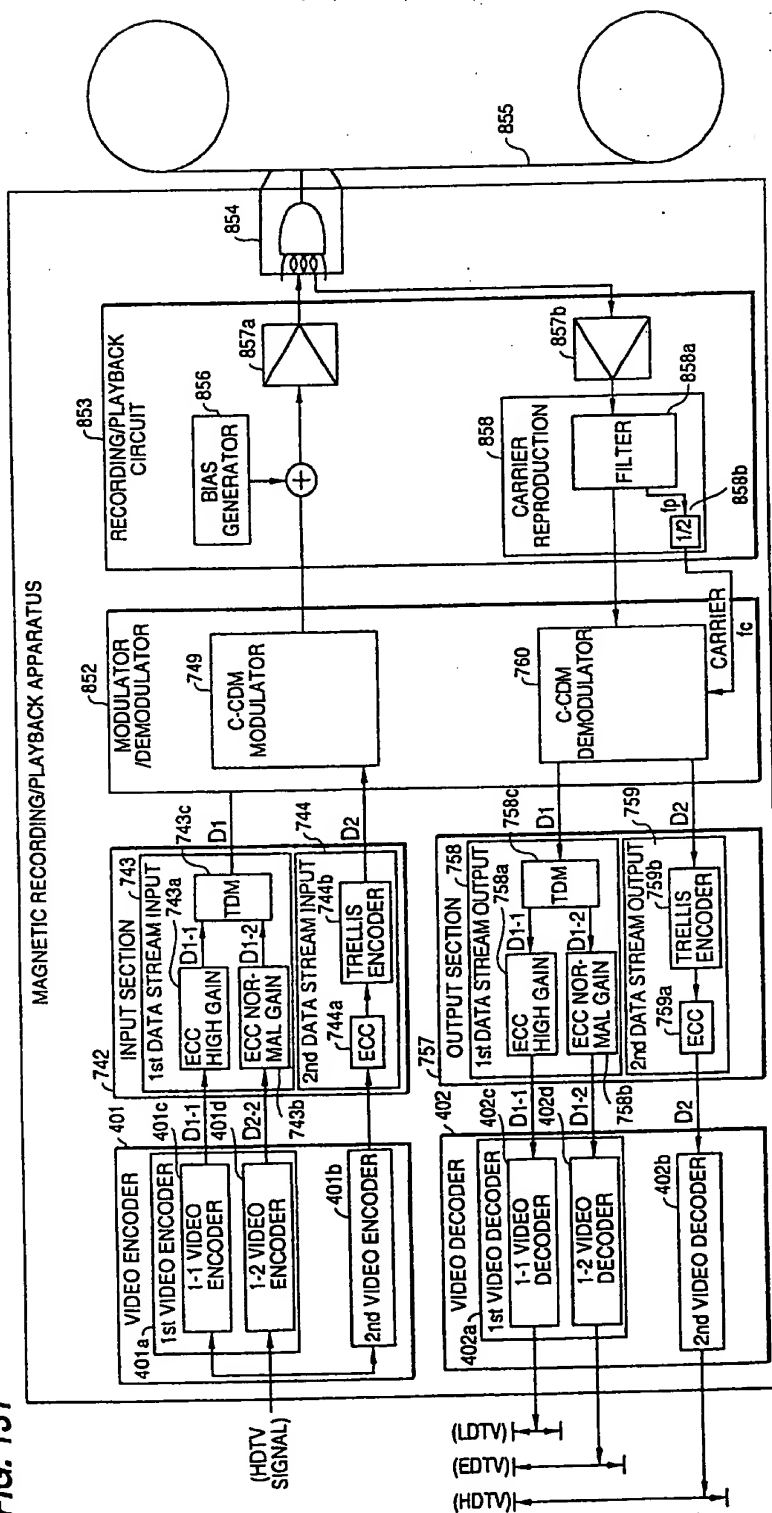 FIG. 157
MAGNETIC RECORDING/PLAYBACK APPARATUS
(HDTV
SIGNAL)
401
VIDEO ENCODER
401a
1st VIDEO ENCODER
401c
1-1 VIDEO
ENCODER
401d
1-2 VIDEO
ENCODER
401b
2nd VIDEO ENCODER
D1-1
D2-2
742
INPUT SECTION
743
1st DATA STREAM INPUT
743a
ECC
HIGH GAIN
743b
ECC NOR-
MAL GAIN
D1-1
D1-2
743c
TDM
744
2nd DATA STREAM INPUT
744a
ECC
744b
TRELLIS
ENCODER
D1
D2
852
MODULATOR
/DEMODULATOR
749
C-CDM
MODULATOR
760
C-CDM
DEMODULATOR
853
RECORDING/PLAYBACK
CIRCUIT
856
BIAS
GENERATOR
857a
854
855
857b
858
CARRIER
REPRODUCTION
858a
FILTER
fp
858b
1/2
CARRIER
fc
D1
D2
757
OUTPUT SECTION
758
1st DATA STREAM OUTPUT
758a
ECC
HIGH GAIN
758b
ECC NOR-
MAL GAIN
758c
TDM
D1-1
D1-2
759
2nd DATA STREAM OUTPUT
759a
ECC
759b
TRELLIS
ENCODER
D1-1
D1-2
D2
402
VIDEO DECODER
402a
1st VIDEO DECODER
402c
1-1 VIDEO
DECODER
402d
1-2 VIDEO
DECODER
402b
2nd VIDEO DECODER
(LDTV)
(EDTV)
(HDTV)